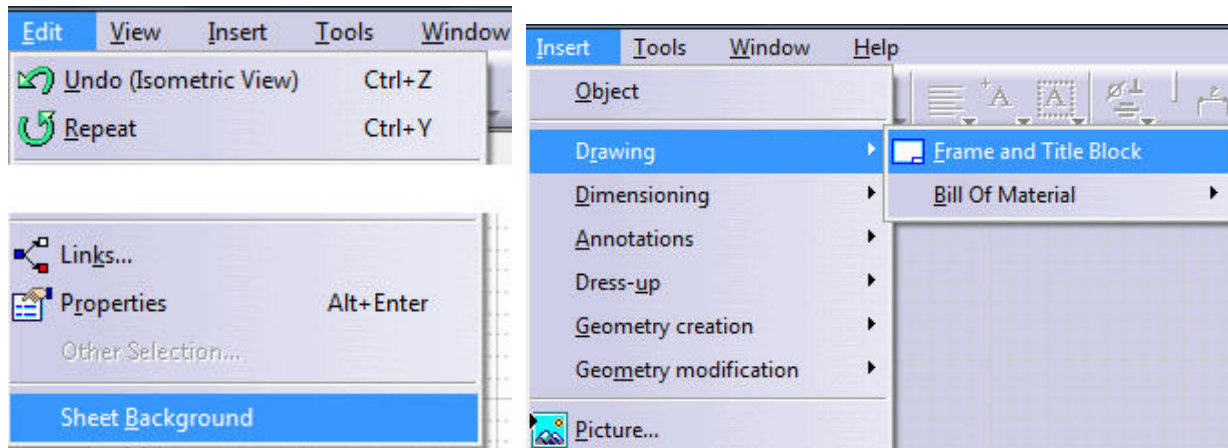 Edit View Insert Tools Window
Undo (Isometric View) Ctrl+Z
Repeat Ctrl+Y
Links...
Properties Alt+Enter
Other Selection...
Sheet Background
Insert Tools Window Help
Object
Drawing
Frame and Title Block
Dimensioning
Bill Of Material
Annotations
Dress-up
Geometry creation
Geometry modification
Picture...